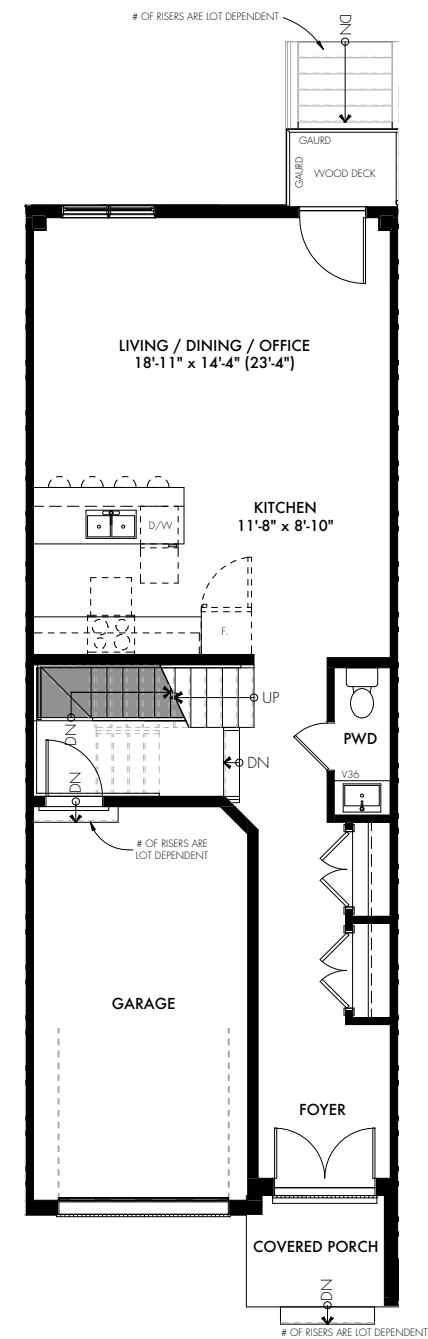 # OF RISERS ARE LOT DEPENDENT
DN
GAURD
GAURD
WOOD DECK
LIVING / DINING / OFFICE
18'-11" x 14'-4" (23'-4")
KITCHEN
11'-8" x 8'-10"
D/W
F.
UP
DN
DN
PWD
V36
DN
# OF RISERS ARE
LOT DEPENDENT
GARAGE
FOYER
COVERED PORCH
DN
# OF RISERS ARE LOT DEPENDENT